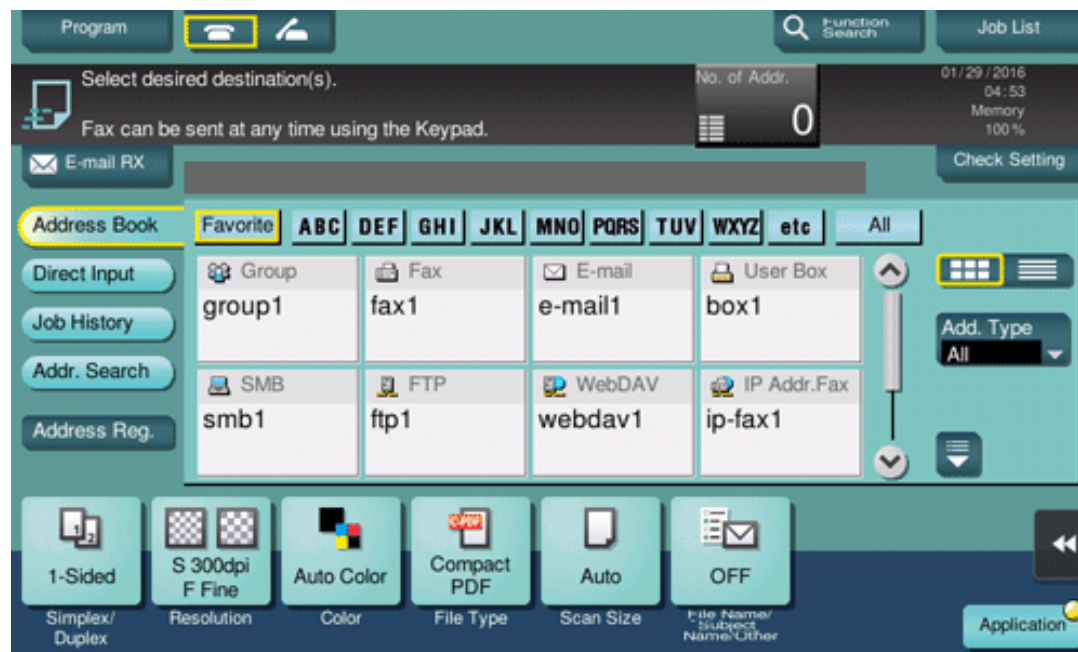 Program
Function
Search
Job List
Select desired destination(s).
No. of Addr.
01/29/2016
04:53
Fax can be sent at any time using the Keypad.
0
Memory
100 %
E-mail RX
Check Setting
Address Book
Favorite ABC DEF GHI JKL MNO PQRS TUV WXYZ etc All
Direct Input
Group Fax E-mail User Box
group1 fax1 e-mail1 box1
Job History
Add. Type
All
Addr. Search
SMB FTP WebDAV IP Addr.Fax
smb1 ftp1 webdav1 ip-fax1
Address Reg.
1 2
C-PDF
1-Sided
S 300dpi
F Fine
Auto Color
Compact
PDF
Auto
OFF
Simplex/
Duplex
Resolution
Color
File Type
Scan Size
File Name/
Subject
Name/Other
Application